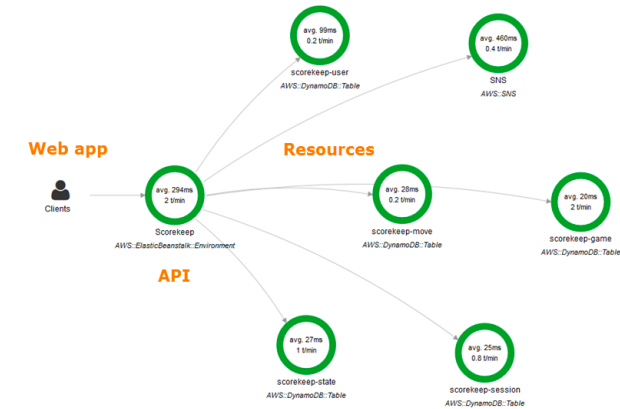 avg. 99ms
0.2 t/min
scorekeep-user
AWS::DynamoDB::Table
avg. 460ms
0.4 t/min
SNS
AWS::SNS
Web app
Resources
Clients
avg. 294ms
2 t/min
Scorekeep
AWS::ElasticBeanstalk::Environment
avg. 28ms
0.2 t/min
scorekeep-move
AWS::DynamoDB::Table
avg. 20ms
2 t/min
scorekeep-game
AWS::DynamoDB::Table
API
avg. 27ms
1 t/min
scorekeep-state
AWS::DynamoDB::Table
avg. 25ms
0.8 t/min
scorekeep-session
AWS::DynamoDB::Table